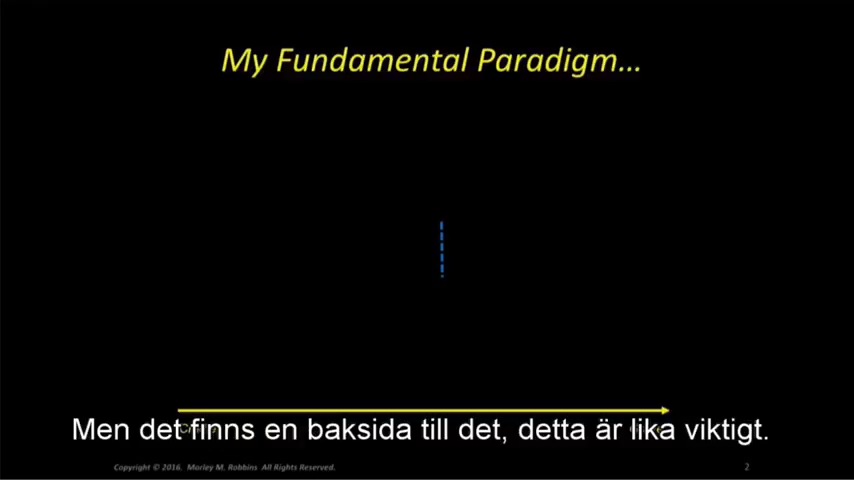 My Fundamental Paradigm...
Men det finns en baksida till det, detta är lika viktigt.
Copyright © 2016. Morley M. Robbins All Rights Reserved.
2